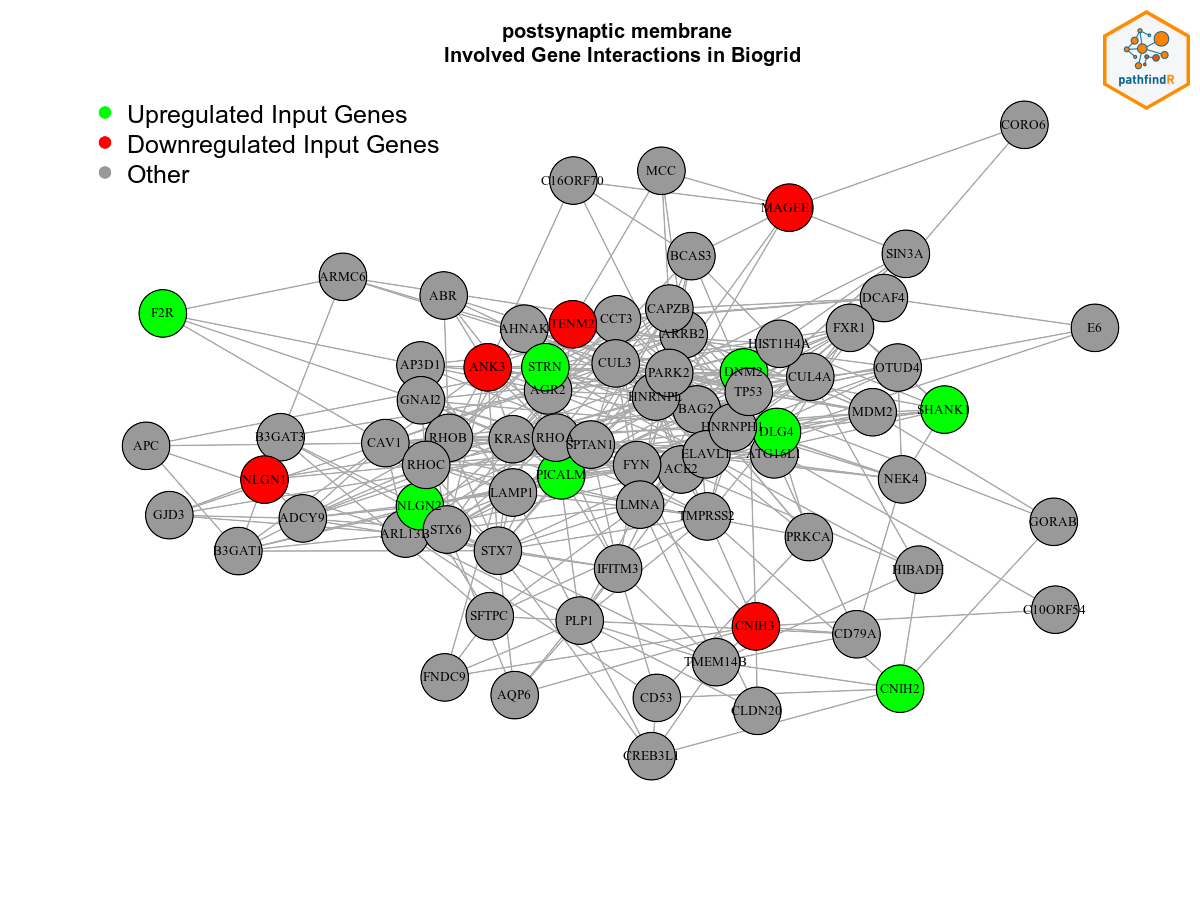 postsynaptic membrane
Involved Gene Interactions in Biogrid
pathfindR
Upregulated Input Genes
Downregulated Input Genes
Other
CORO6
C16ORF70
MCC
MAGEE1
BCAS3
SIN3A
ARMC6
ABR
DCAF4
F2R
AHNAK
TENM2
CCT3
CAPZB
ARRB2
HIST1H4A
FXR1
E6
AP3D1
ANK3
STRN
CUL3
PARK2
DNM2
CUL4A
OTUD4
GNAI2
AGR2
HNRNPL
BAG2
TP53
MDM2
SHANK1
APC
B3GAT3
CAV1
RHOB
KRAS
RHOA
SPTAN1
HNRNPH1
DLG4
RHOC
PICALM
FYN
ACE2
ELAVL1
ATG16L1
NLGN1
NEK4
GJD3
ADCY9
NLGN2
LAMP1
LMNA
TMPRSS2
GORAB
B3GAT1
ARL13B
STX6
STX7
PRKCA
IFITM3
HIBADH
SFTPC
PLP1
CNIH3
CD79A
C10ORF54
FNDC9
AQP6
TMEM14B
CNIH2
CD53
CLDN20
CREB3L1